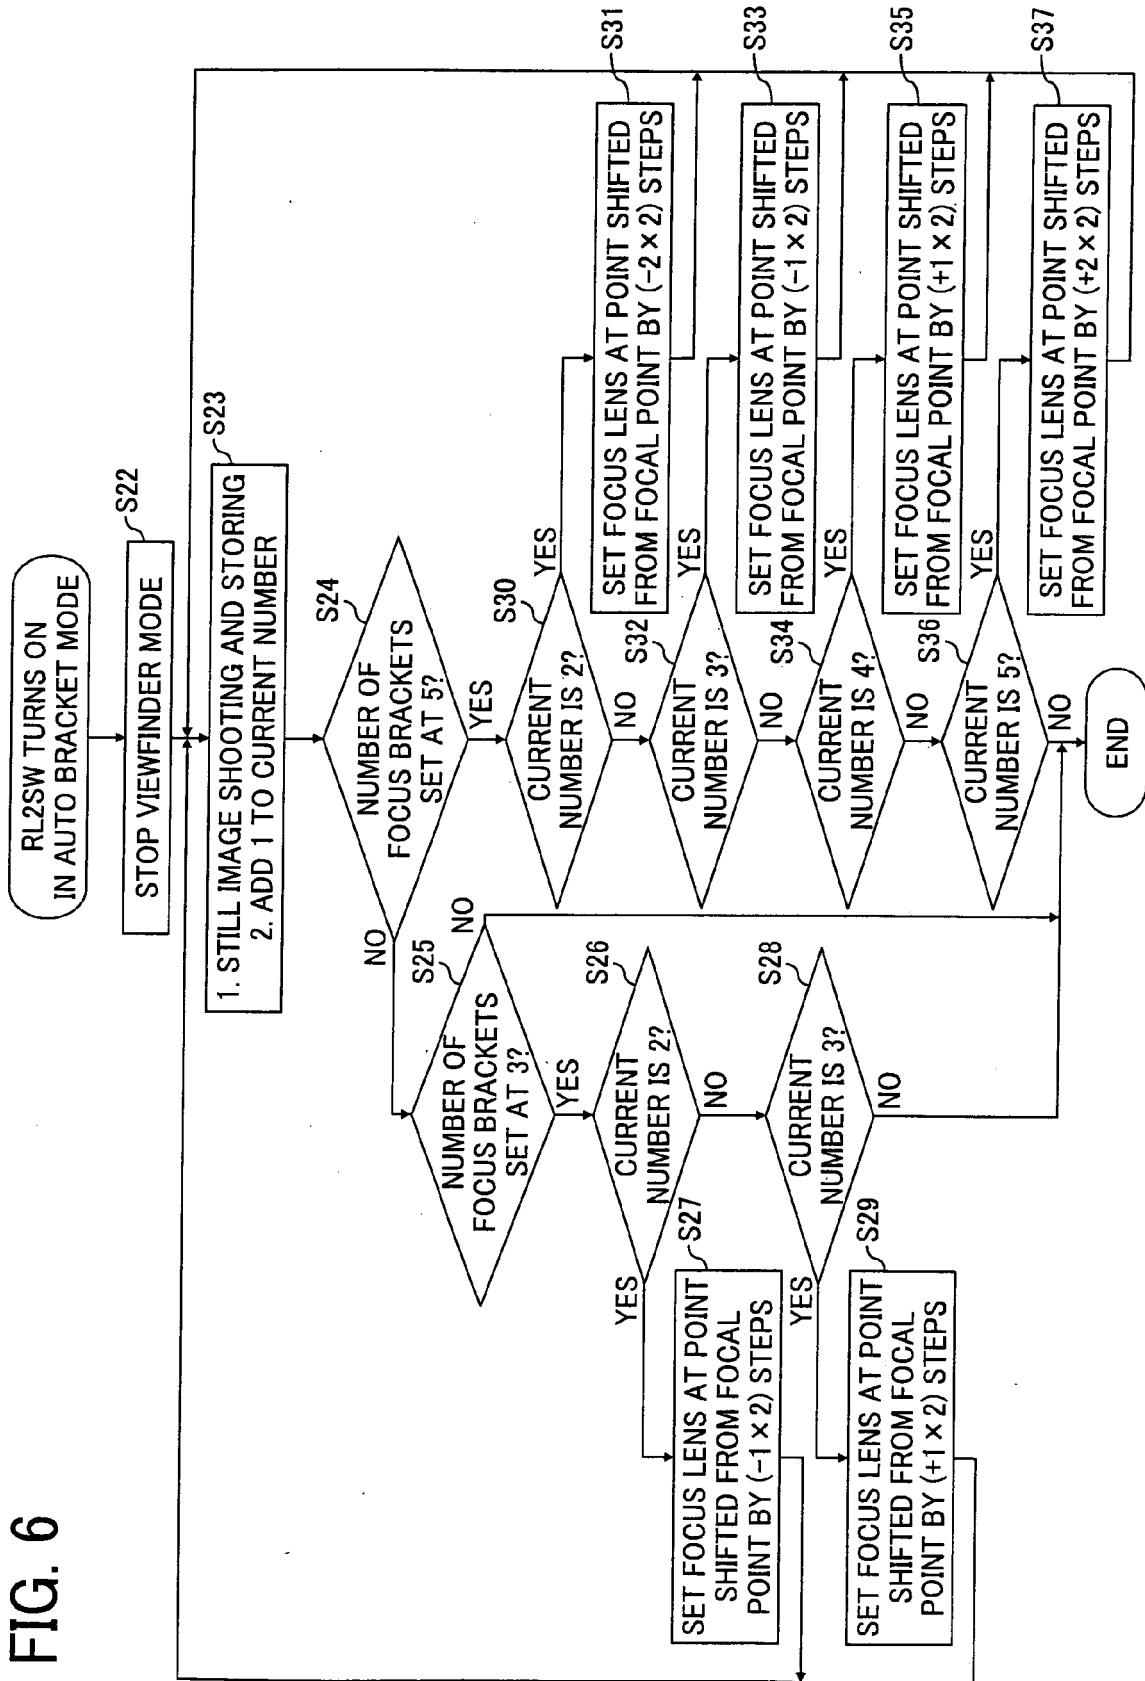 FIG. 6
RL2SW TURNS ON
IN AUTO BRACKET MODE
S22
STOP VIEWFINDER MODE
S23
1. STILL IMAGE SHOOTING AND STORING
2. ADD 1 TO CURRENT NUMBER
S24
NUMBER OF
FOCUS BRACKETS
SET AT 5?
NO
YES
S25
NUMBER OF
FOCUS BRACKETS
SET AT 3?
NO
YES
S26
CURRENT
NUMBER IS 2?
YES
NO
S27
SET FOCUS LENS AT POINT
SHIFTED FROM FOCAL
POINT BY (−1 × 2) STEPS
S28
CURRENT
NUMBER IS 3?
YES
NO
S29
SET FOCUS LENS AT POINT
SHIFTED FROM FOCAL
POINT BY (+1 × 2) STEPS
S30
CURRENT
NUMBER IS 2?
YES
NO
S31
SET FOCUS LENS AT POINT SHIFTED
FROM FOCAL POINT BY (−2 × 2) STEPS
S32
CURRENT
NUMBER IS 3?
YES
NO
S33
SET FOCUS LENS AT POINT SHIFTED
FROM FOCAL POINT BY (−1 × 2) STEPS
S34
CURRENT
NUMBER IS 4?
YES
NO
S35
SET FOCUS LENS AT POINT SHIFTED
FROM FOCAL POINT BY (+1 × 2) STEPS
S36
CURRENT
NUMBER IS 5?
YES
NO
S37
SET FOCUS LENS AT POINT SHIFTED
FROM FOCAL POINT BY (+2 × 2) STEPS
END